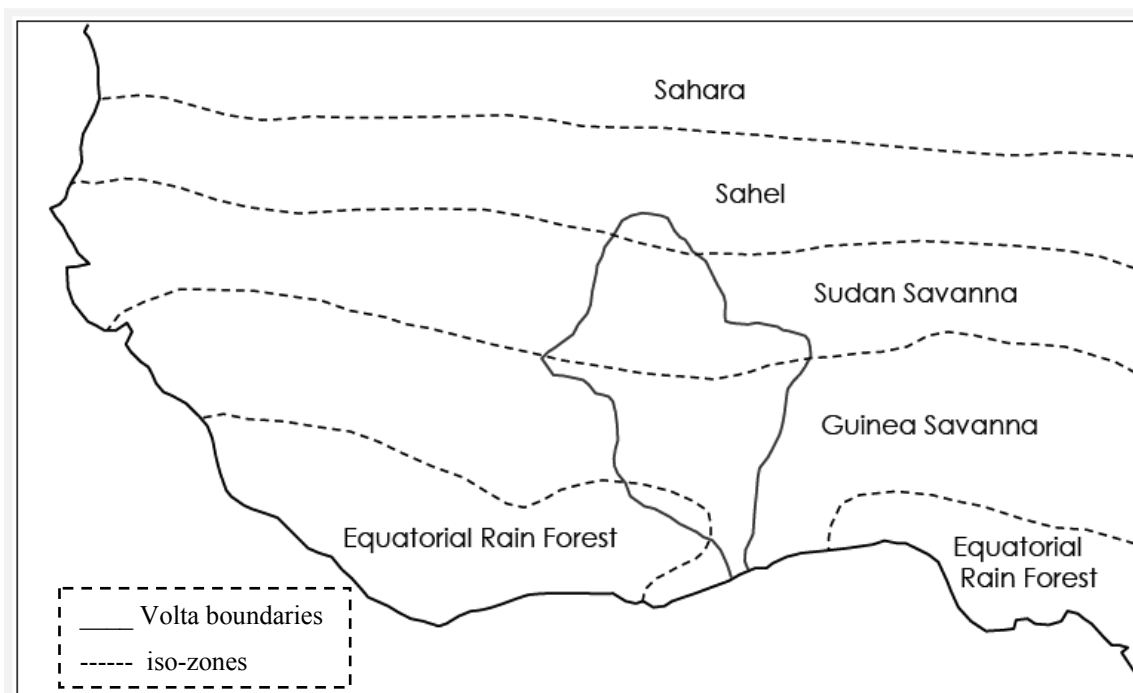 Sahara
Sahel
Sudan Savanna
Guinea Savanna
Equatorial Rain Forest
Equatorial
Rain Forest
____ Volta boundaries
------ iso-zones